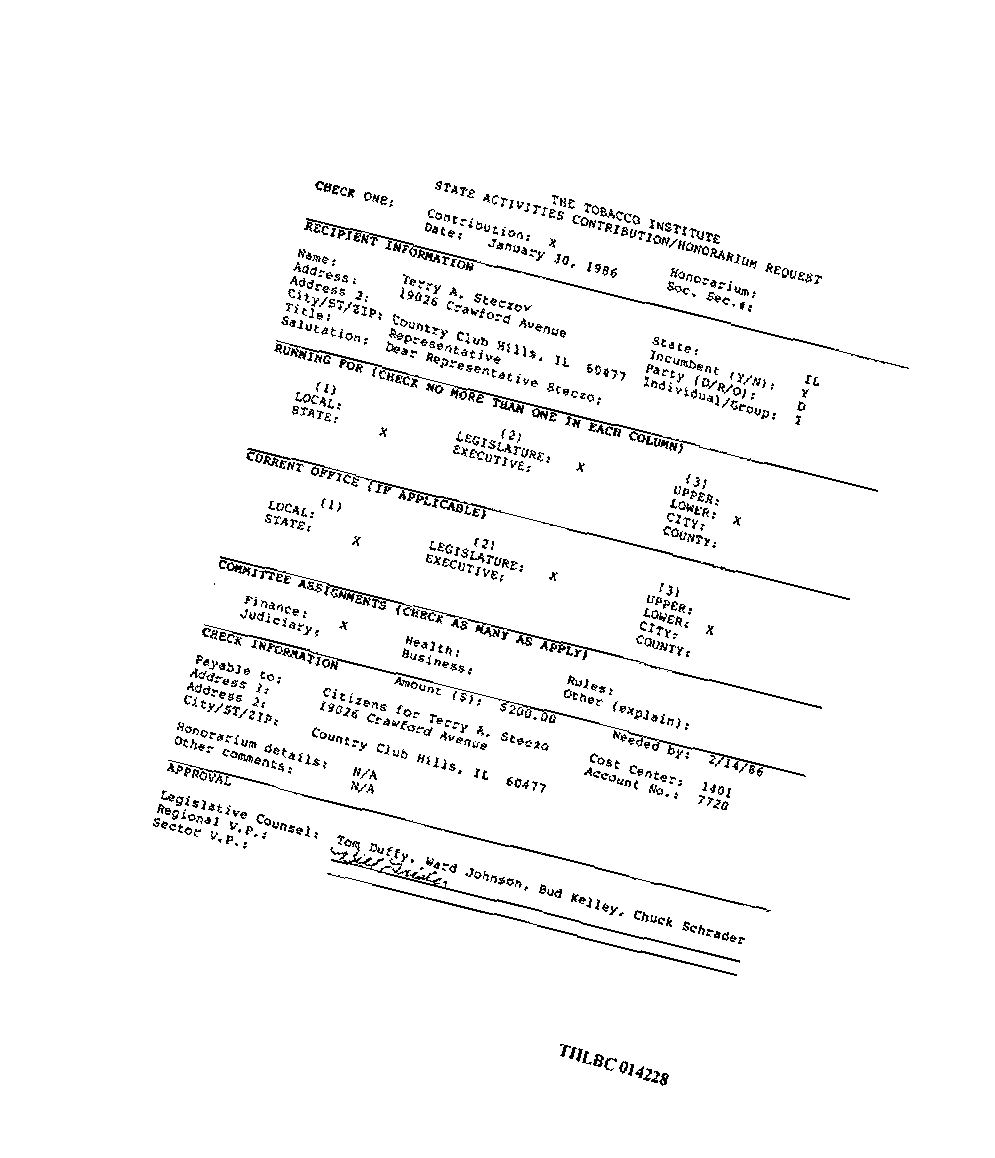 THE TOBACCO INSTITUTE
STATE ACTIVITIES CONTRIBUTION/HONORARIUM REQUEST
CHECK ONE: Contribution: X Honorarium:
Date: January 30, 1986 Soc. Sec.#:
RECIPIENT INFORMATION
Name: Terry A. Steczo State: IL
Address: 19026 Crawford Avenue Incumbent (Y/N): Y
Address 2: Party (D/R/O): D
City/ST/ZIP: Country Club Hills, IL 60477 Individual/Group: I
Title: Representative
Salutation: Dear Representative Steczo:
RUNNING FOR (CHECK NO MORE THAN ONE IN EACH COLUMN)
(1) (2) (3)
LOCAL: LEGISLATURE: X UPPER:
STATE: X EXECUTIVE: LOWER: X
CITY:
COUNTY:
CURRENT OFFICE (IF APPLICABLE)
(1) (2) (3)
LOCAL: LEGISLATURE: X UPPER:
STATE: X EXECUTIVE: LOWER: X
CITY:
COUNTY:
COMMITTEE ASSIGNMENTS (CHECK AS MANY AS APPLY)
Finance: X Health: Rules:
Judiciary: Business: Other (explain):
CHECK INFORMATION Amount ($): $200.00 Needed by: 2/14/86
Payable to: Citizens for Terry A. Steczo Cost Center: 1401
Address 1: 19026 Crawford Avenue Account No.: 7720
Address 2:
City/ST/ZIP: Country Club Hills, IL 60477
Honorarium details: N/A
Other comments: N/A
APPROVAL
Legislative Counsel: Tom Duffy, Ward Johnson, Bud Kelley, Chuck Schrader
Regional V.P.:
Sector V.P.:
TIILBC 014228